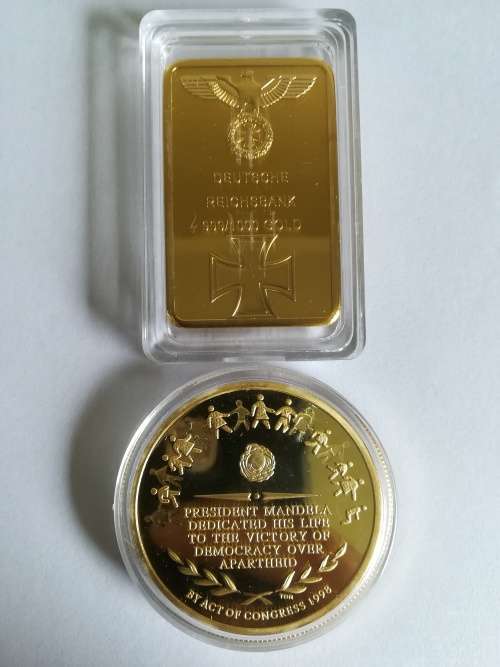 DEUTSCHE
REICHSBANK
999/1000 GOLD
PRESIDENT MANDELA
DEDICATED HIS LIFE
TO THE VICTORY OF
DEMOCRACY OVER
APARTHEID
BY ACT OF CONGRESS 1998